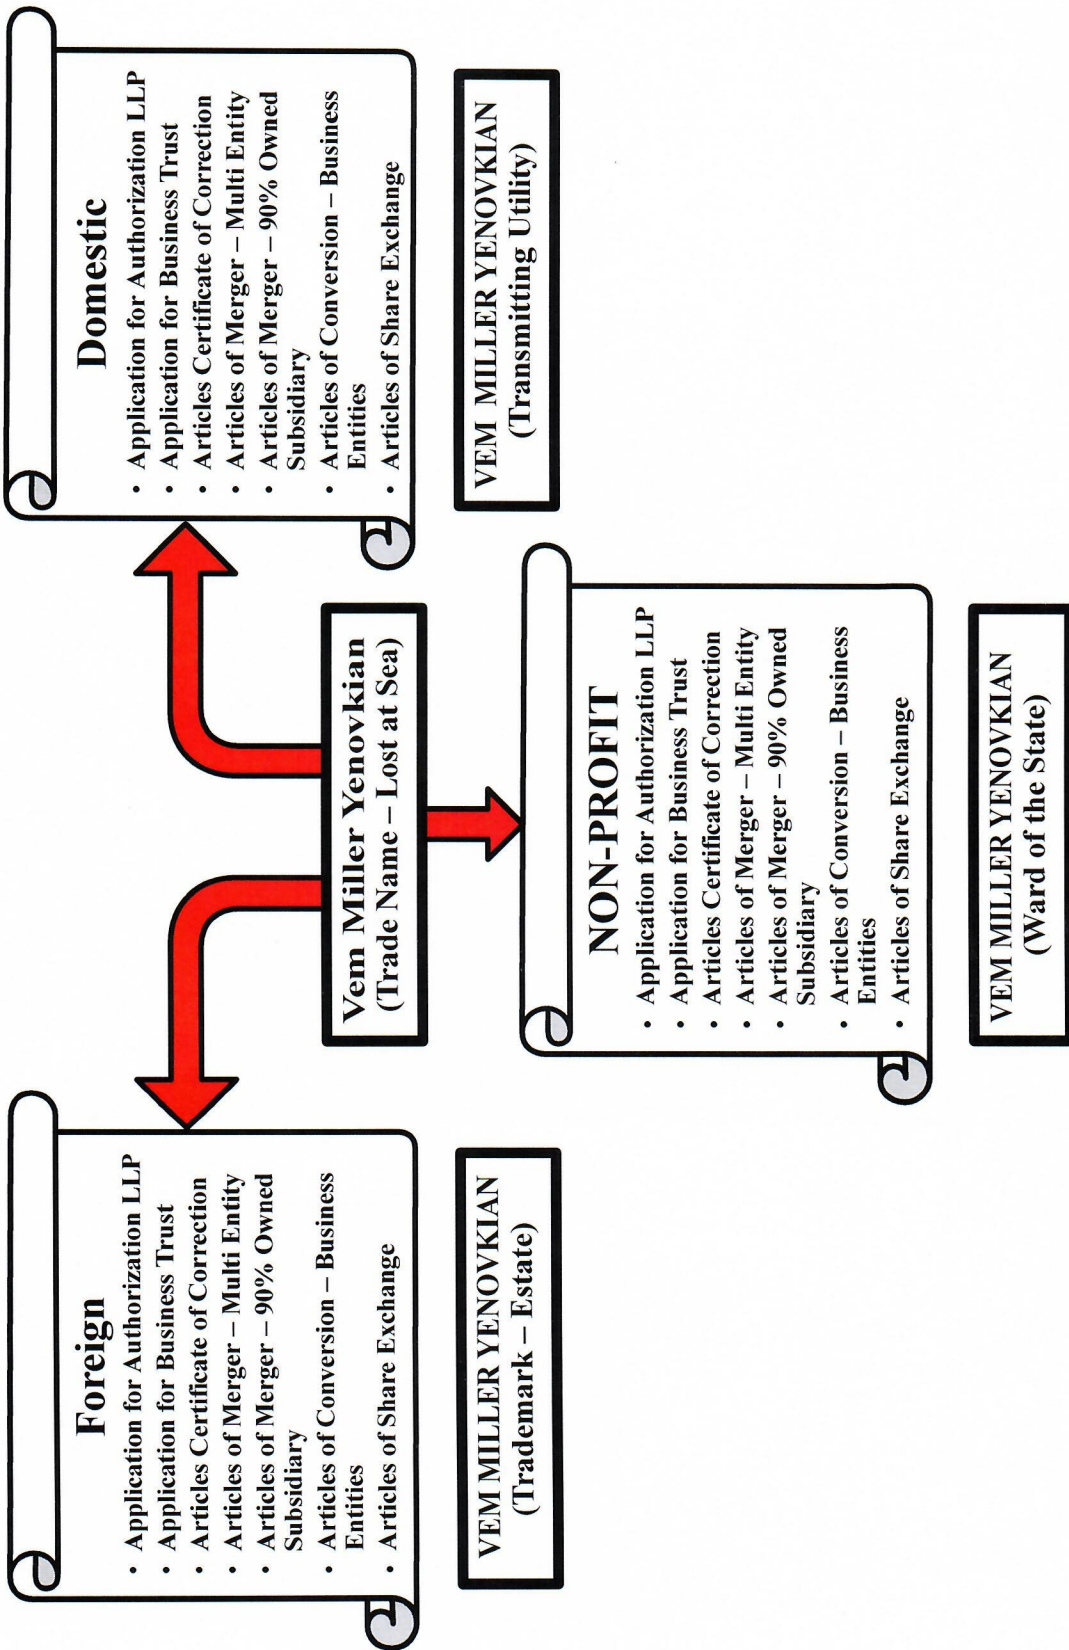 Foreign
• Application for Authorization LLP
• Application for Business Trust
• Articles Certificate of Correction
• Articles of Merger – Multi Entity
• Articles of Merger – 90% Owned
Subsidiary
• Articles of Conversion – Business
Entities
• Articles of Share Exchange
VEM MILLER YENOVKIAN
(Trademark – Estate)
Vem Miller Yenovkian
(Trade Name – Lost at Sea)
Domestic
• Application for Authorization LLP
• Application for Business Trust
• Articles Certificate of Correction
• Articles of Merger – Multi Entity
• Articles of Merger – 90% Owned
Subsidiary
• Articles of Conversion – Business
Entities
• Articles of Share Exchange
VEM MILLER YENOVKIAN
(Transmitting Utility)
NON-PROFIT
• Application for Authorization LLP
• Application for Business Trust
• Articles Certificate of Correction
• Articles of Merger – Multi Entity
• Articles of Merger – 90% Owned
Subsidiary
• Articles of Conversion – Business
Entities
• Articles of Share Exchange
VEM MILLER YENOVKIAN
(Ward of the State)